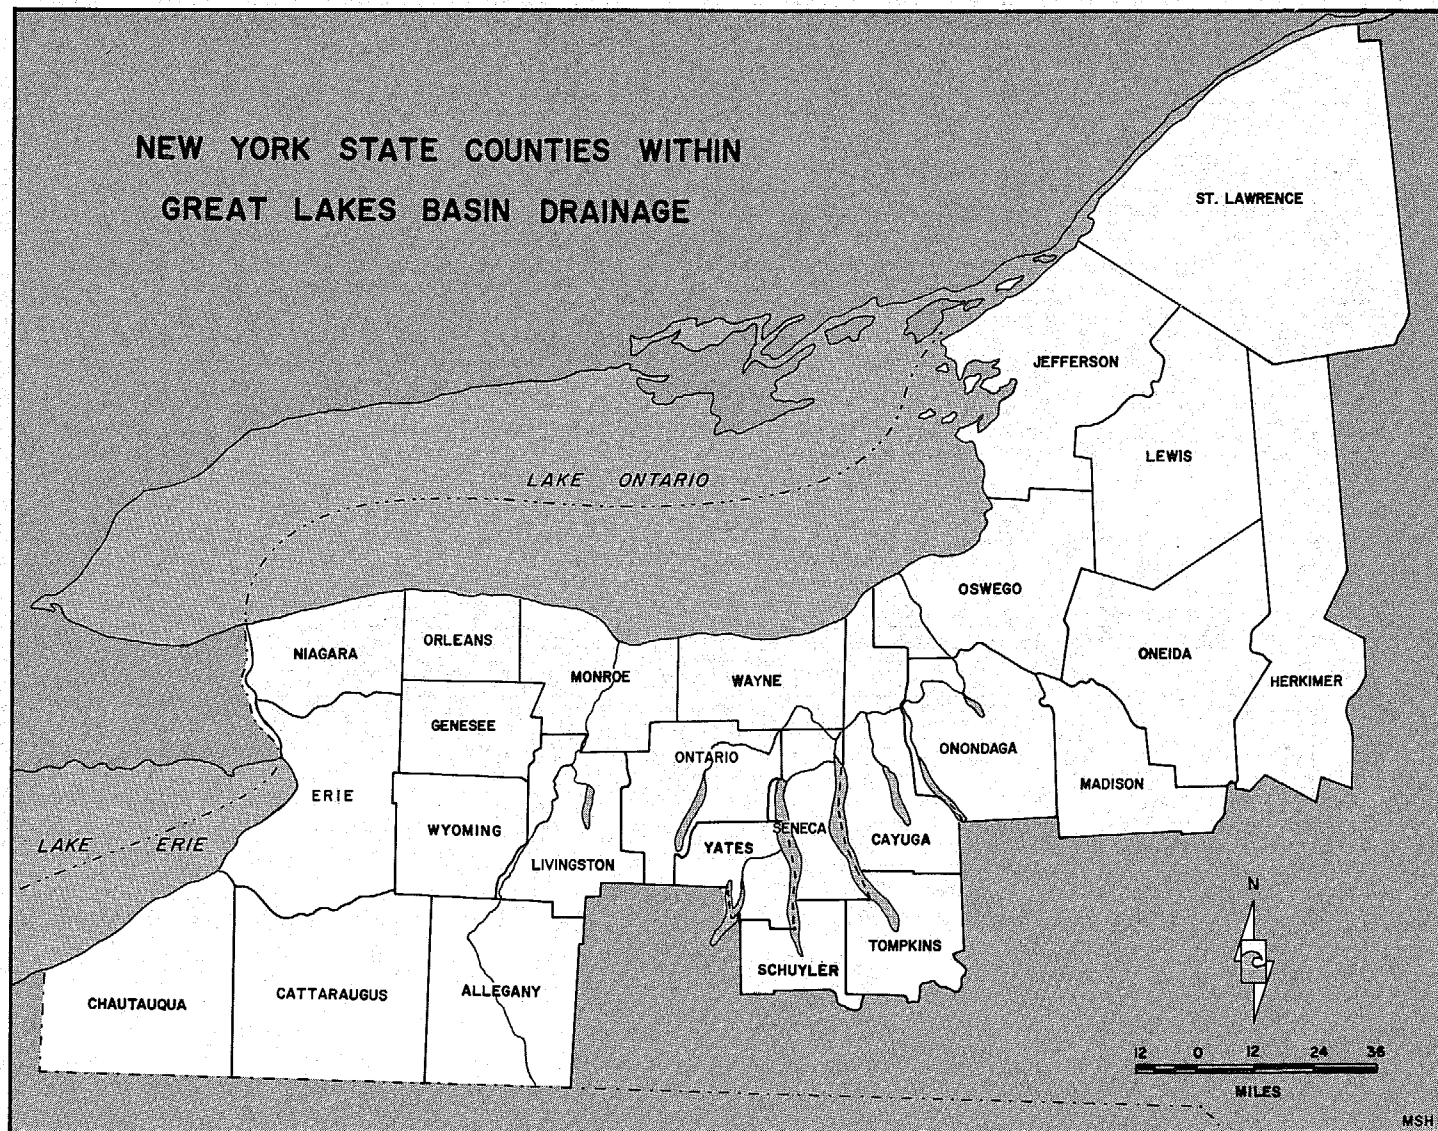 NEW YORK STATE COUNTIES WITHIN
GREAT LAKES BASIN DRAINAGE
ST. LAWRENCE
JEFFERSON
LEWIS
LAKE ONTARIO
OSWEGO
NIAGARA
ORLEANS
MONROE
WAYNE
ONEIDA
HERKIMER
GENESEE
ONTARIO
ONONDAGA
MADISON
ERIE
WYOMING
SENECA
CAYUGA
LAKE ERIE
YATES
LIVINGSTON
N
TOMPKINS
SCHUYLER
CHAUTAUQUA
CATTARAUGUS
ALLEGANY
12 0 12 24 36
MILES
MSH